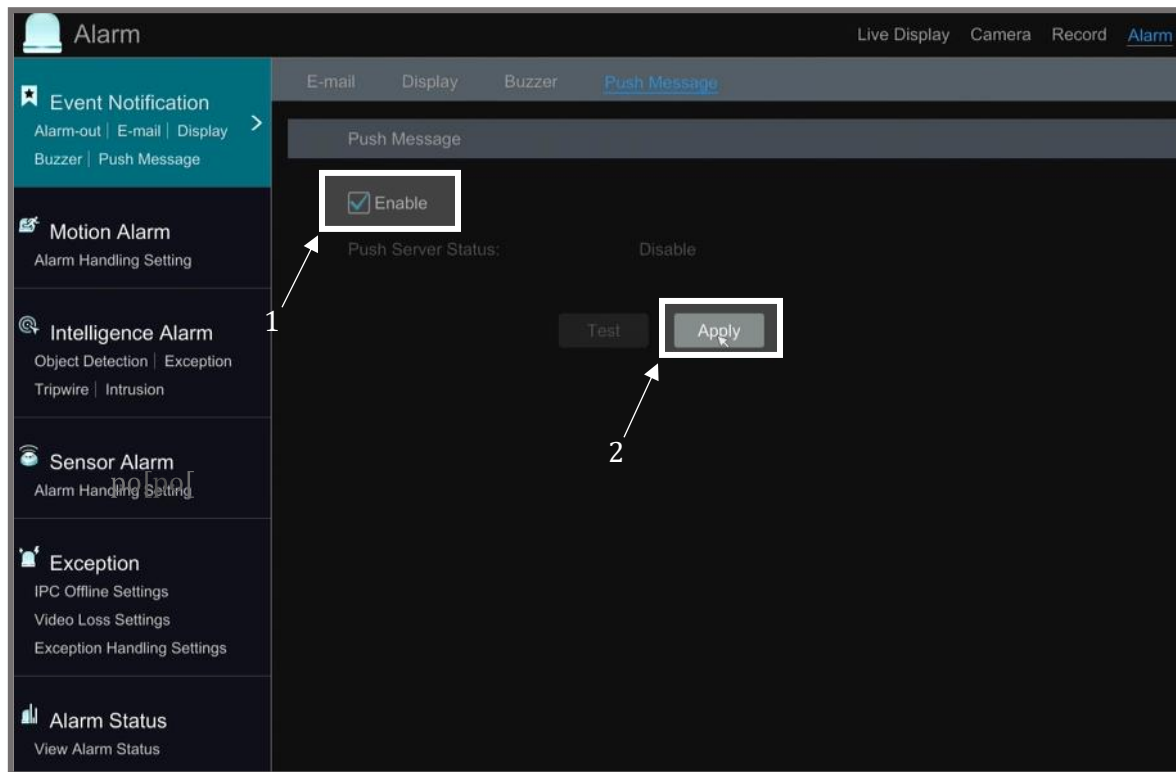 Alarm
Live Display Camera Record Alarm
Event Notification
Alarm-out | E-mail | Display
Buzzer | Push Message
E-mail Display Buzzer Push Message
Push Message
Enable
Push Server Status: Disable
1
Test Apply
2
Motion Alarm
Alarm Handling Setting
Intelligence Alarm
Object Detection | Exception
Tripwire | Intrusion
Sensor Alarm
Alarm Handling Setting
po[po[
Exception
IPC Offline Settings
Video Loss Settings
Exception Handling Settings
Alarm Status
View Alarm Status